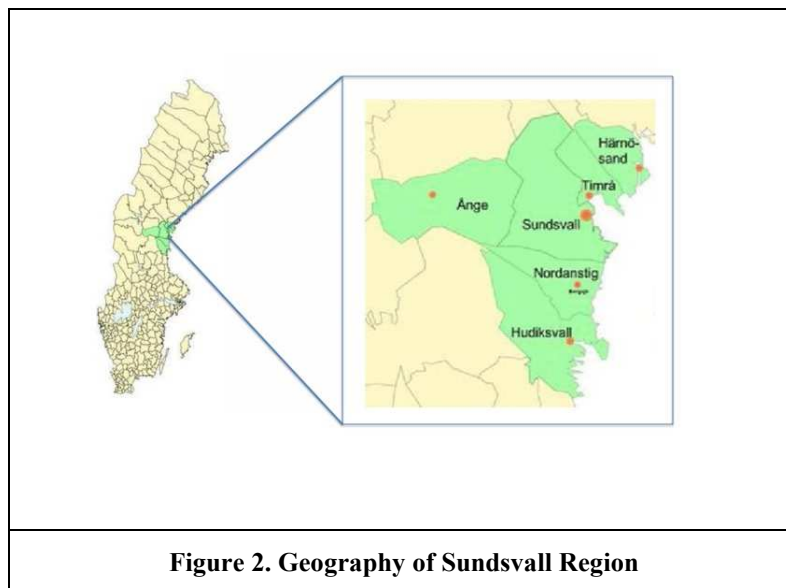 Härnö-
sand
Timrå
Ånge
Sundsvall
Nordanstig
Hudiksvall
Figure 2. Geography of Sundsvall Region